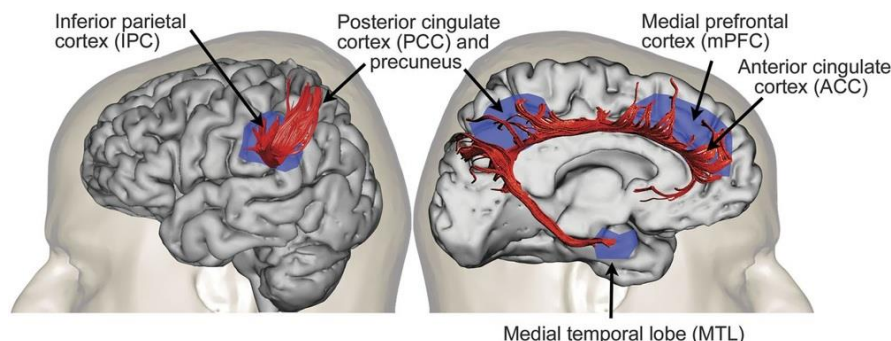 Inferior parietal
cortex (IPC)
Posterior cingulate
cortex (PCC) and
precuneus
Medial prefrontal
cortex (mPFC)
Anterior cingulate
cortex (ACC)
Medial temporal lobe (MTL)